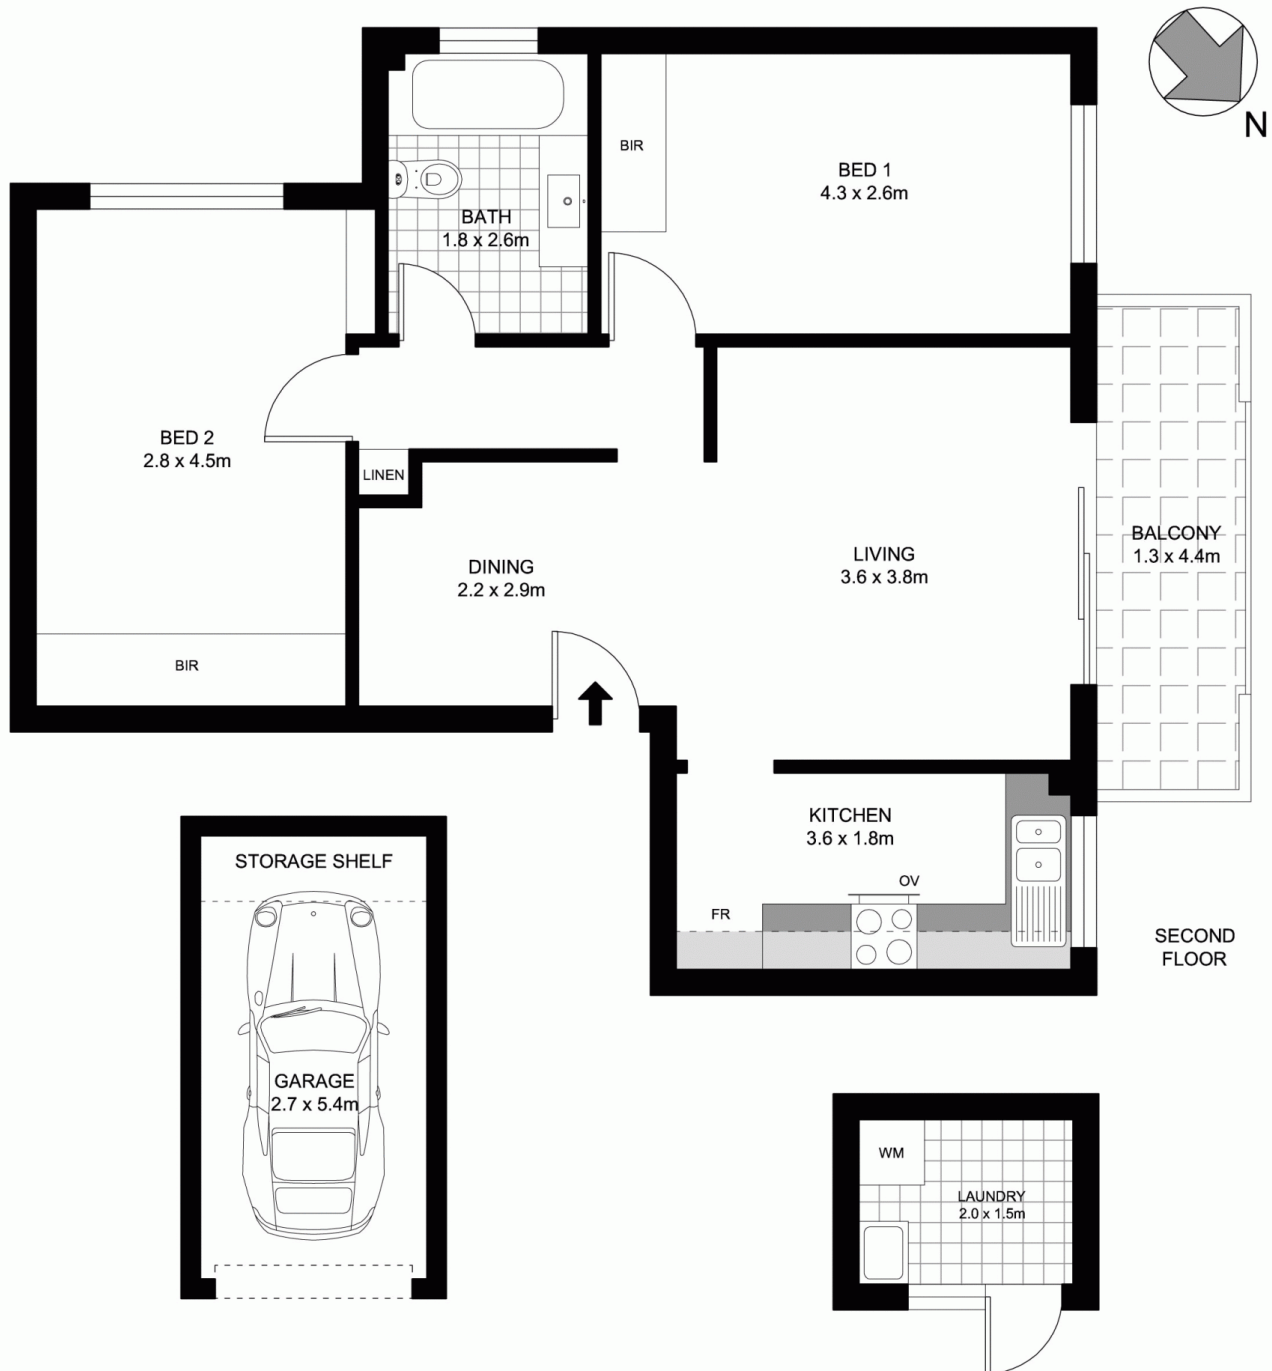 N
BIR
BED 1
4.3 x 2.6m
BATH
1.8 x 2.6m
BED 2
2.8 x 4.5m
LINEN
DINING
2.2 x 2.9m
LIVING
3.6 x 3.8m
BALCONY
1.3 x 4.4m
BIR
KITCHEN
3.6 x 1.8m
OV
FR
SECOND
FLOOR
STORAGE SHELF
GARAGE
2.7 x 5.4m
WM
LAUNDRY
2.0 x 1.5m